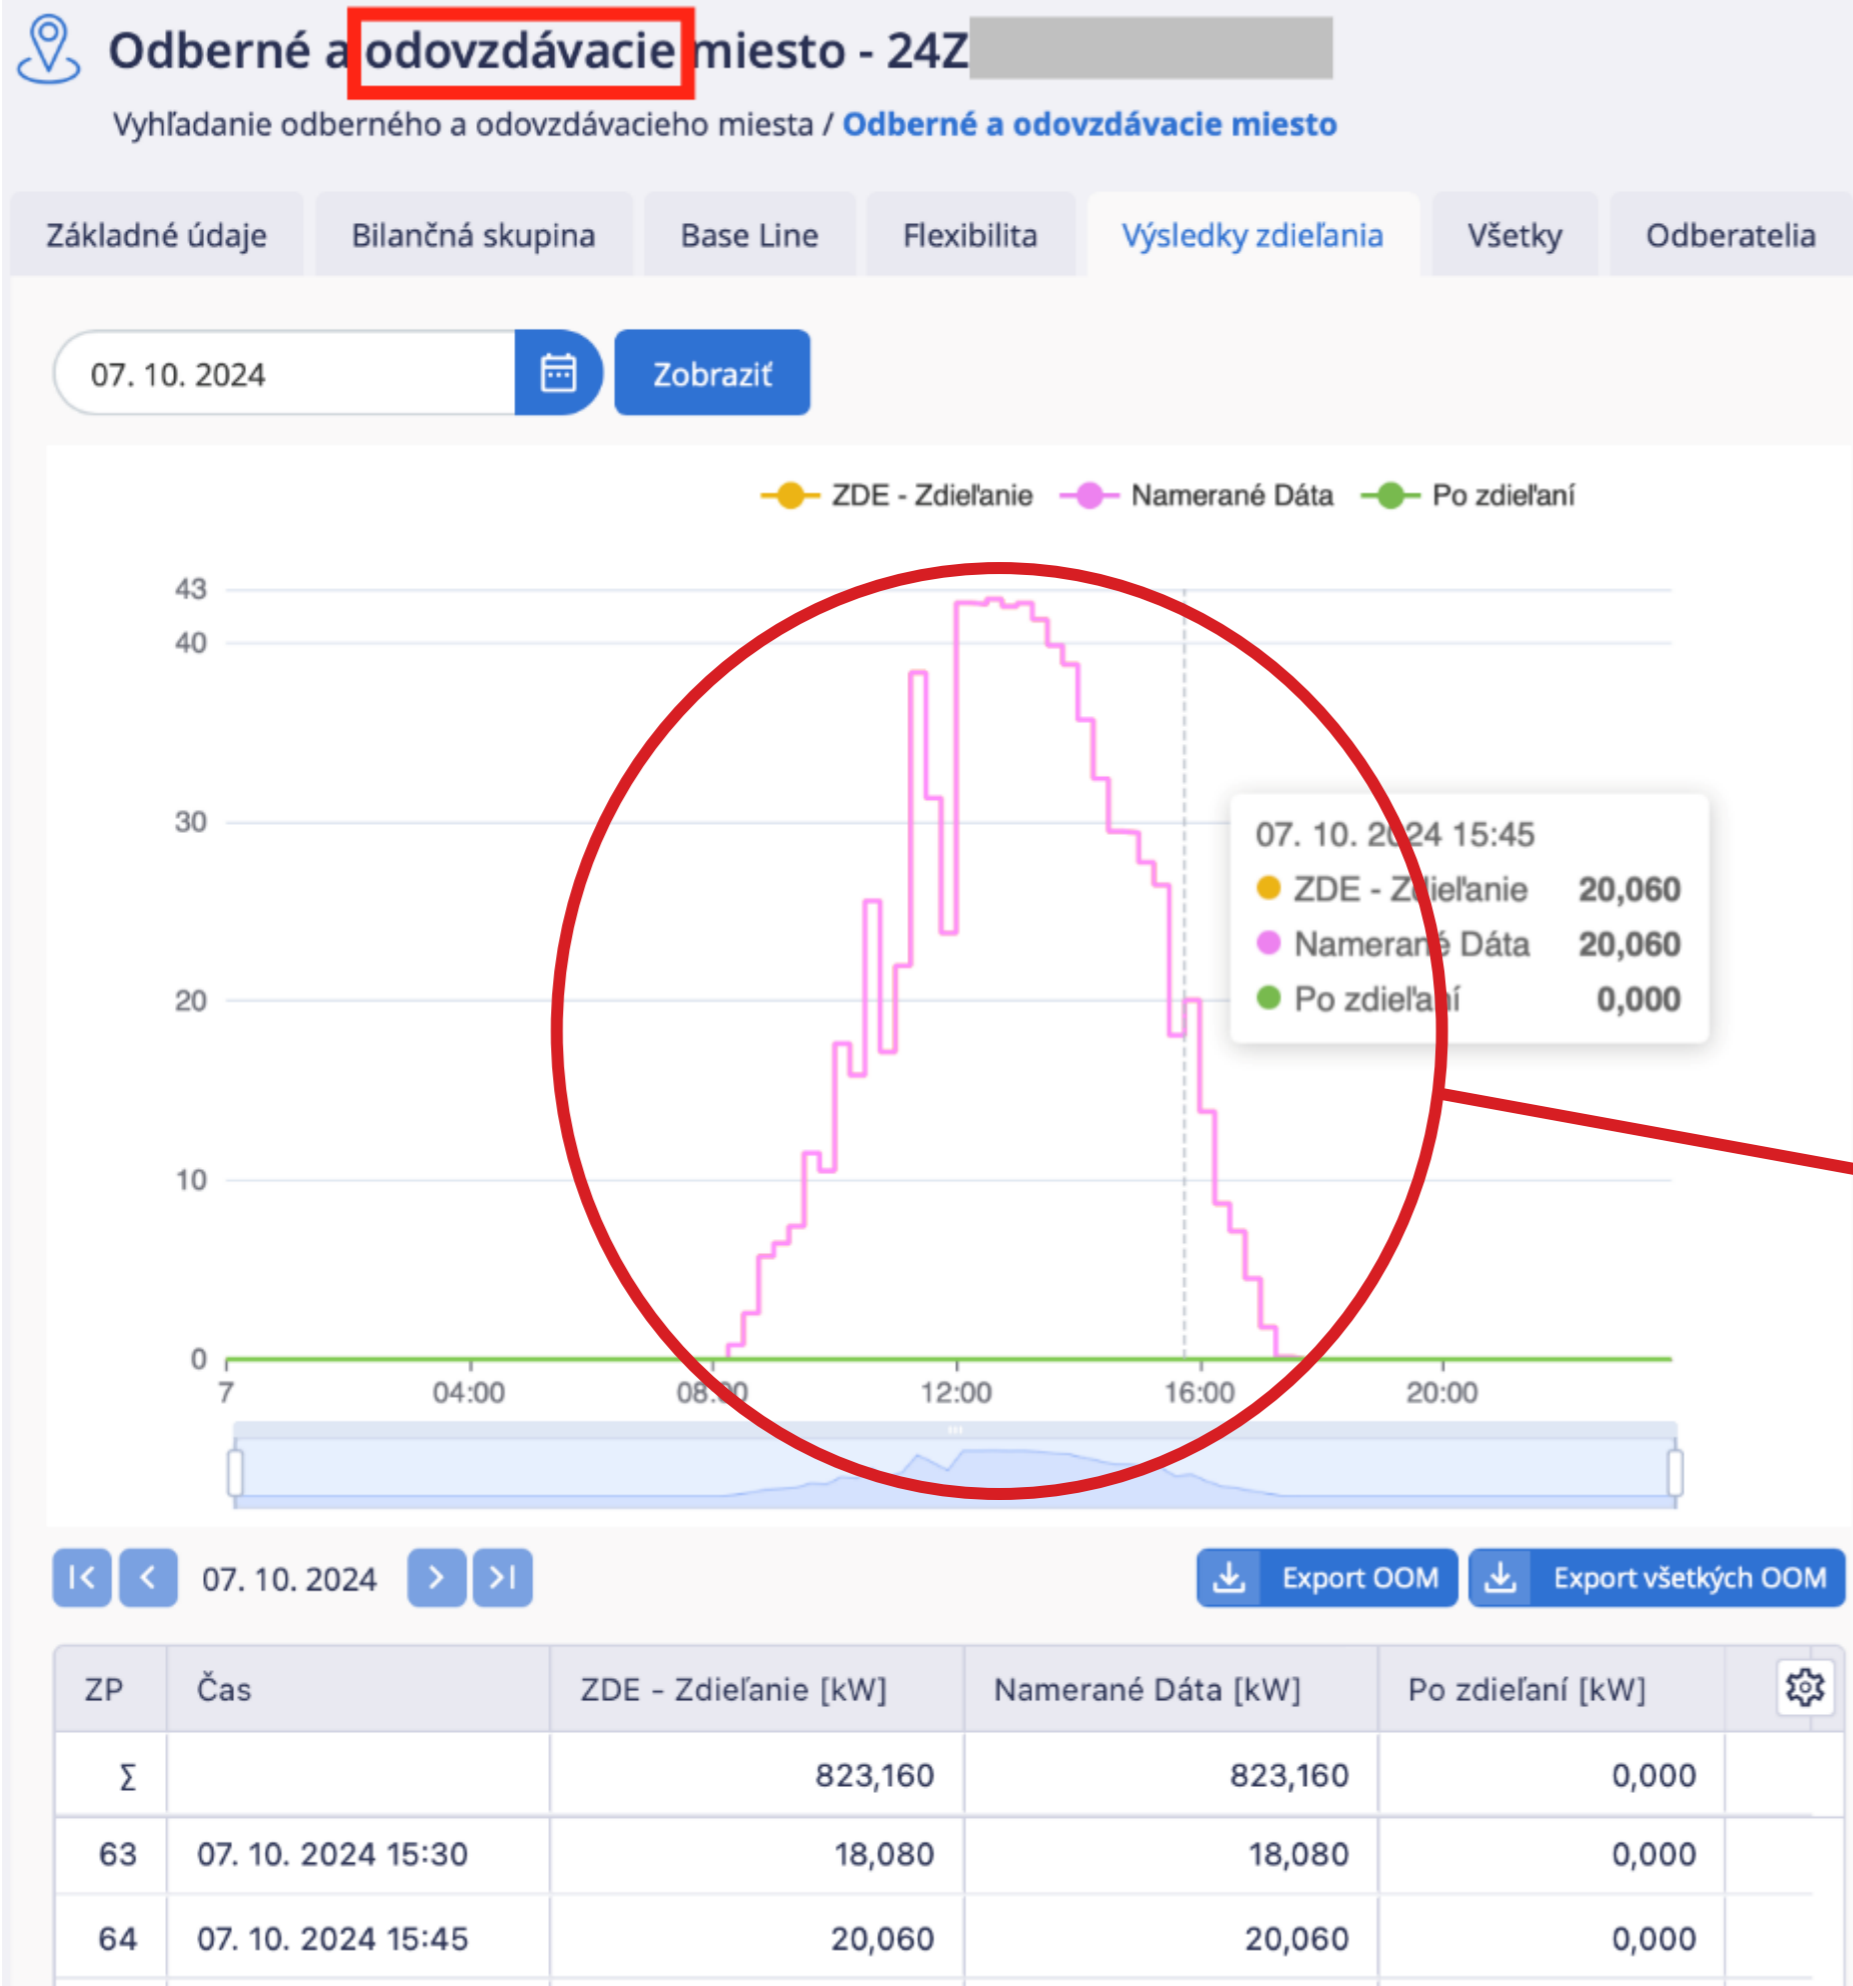 Odberné a odovzdávacie miesto - 24Z
Vyhľadanie odberného a odovzdávacieho miesta / Odberné a odovzdávacie miesto
Základné údaje Bilančná skupina Base Line Flexibilita Výsledky zdieľania Všetky Odberatelia
07. 10. 2024 Zobraziť
ZDE - Zdieľanie Namerané Dáta Po zdieľaní
43
40
30
20
10
0
07. 10. 2024 15:45
ZDE - Zdieľanie 20,060
Namerané Dáta 20,060
Po zdieľaní 0,000
7 04:00 08:00 12:00 16:00 20:00
07. 10. 2024 Export OOM Export všetkých OOM
ZP Čas ZDE - Zdieľanie [kW] Namerané Dáta [kW] Po zdieľaní [kW]
Σ 823,160 823,160 0,000
63 07. 10. 2024 15:30 18,080 18,080 0,000
64 07. 10. 2024 15:45 20,060 20,060 0,000